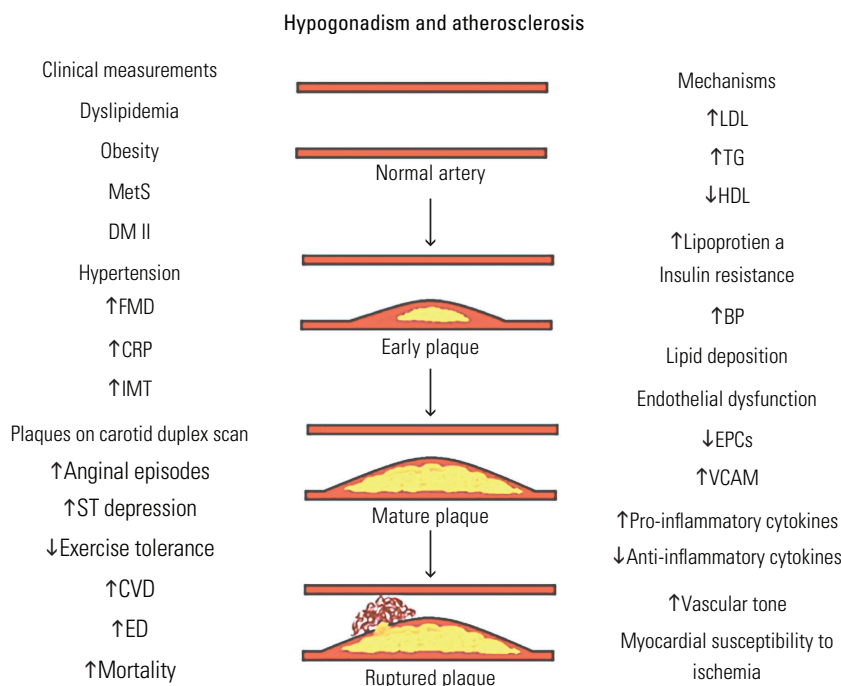 Hypogonadism and atherosclerosis
Clinical measurements
Dyslipidemia
Obesity
MetS
DM II
Hypertension
↑FMD
↑CRP
↑IMT
Plaques on carotid duplex scan
↑Anginal episodes
↑ST depression
↓Exercise tolerance
↑CVD
↑ED
↑Mortality
Normal artery
Early plaque
Mature plaque
Ruptured plaque
Mechanisms
↑LDL
↑TG
↓HDL
↑Lipoprotien a
Insulin resistance
↑BP
Lipid deposition
Endothelial dysfunction
↓EPCs
↑VCAM
↑Pro-inflammatory cytokines
↓Anti-inflammatory cytokines
↑Vascular tone
Myocardial susceptibility to
ischemia